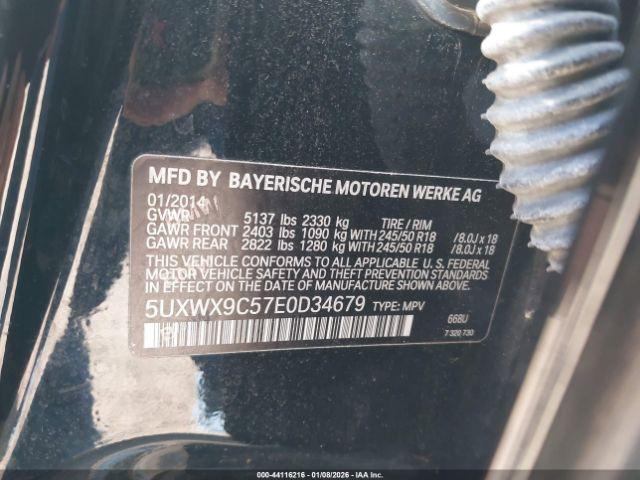 MFD BY BAYERISCHE MOTOREN WERKE AG
01/2014
GVWR 5137 lbs 2330 kg TIRE / RIM
GAWR FRONT 2403 lbs 1090 kg WITH 245/50 R18 /8.0J x 18
GAWR REAR 2822 lbs 1280 kg WITH 245/50 R18 /8.0J x 18
THIS VEHICLE CONFORMS TO ALL APPLICABLE U.S. FEDERAL
MOTOR VEHICLE SAFETY, BUMPER, AND THEFT PREVENTION STANDARDS
IN EFFECT ON THE DATE OF MANUFACTURE SHOWN ABOVE.
5UXWX9C57E0D34679 TYPE: MPV
668U
7 320 730
000-44116216 - 01/08/2026 - IAAI.com